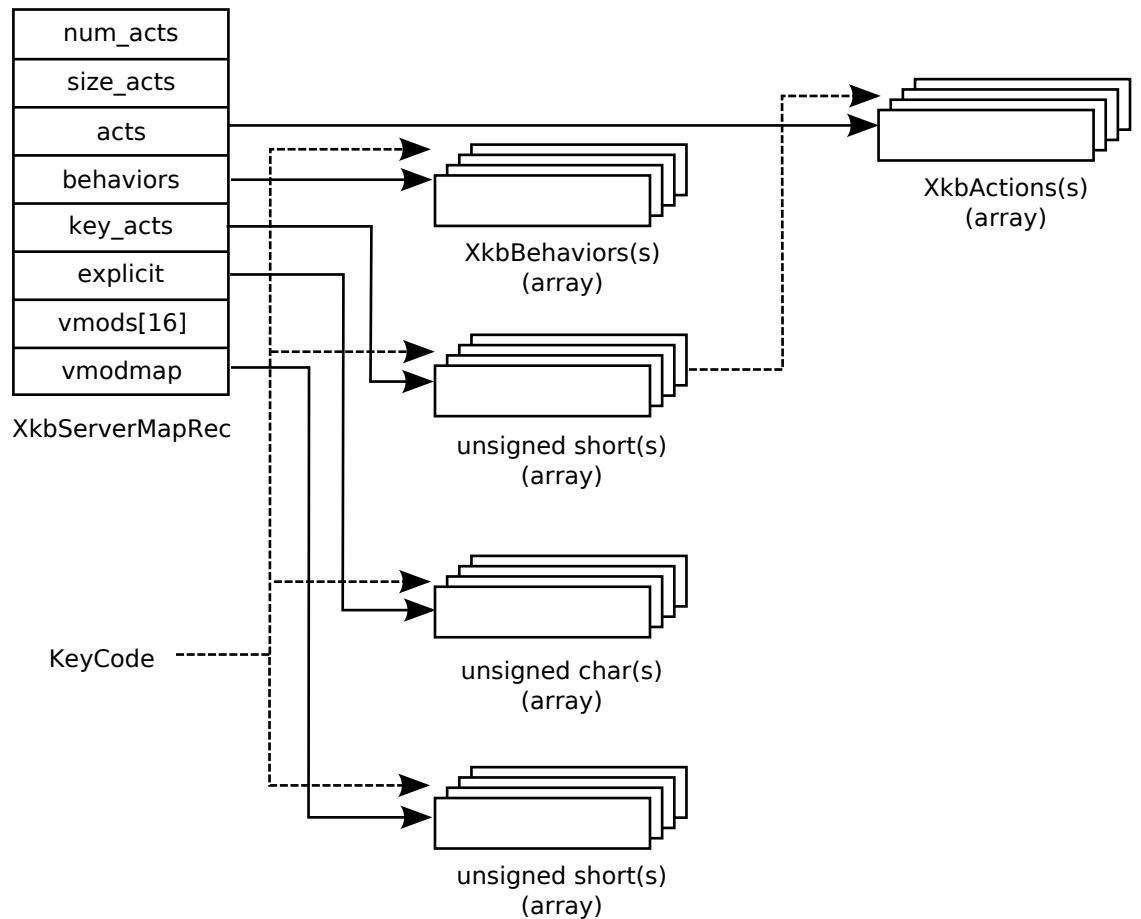 num_acts
size_acts
acts
behaviors
key_acts
explicit
vmods[16]
vmodmap
XkbServerMapRec
XkbActions(s)
(array)
XkbBehaviors(s)
(array)
unsigned short(s)
(array)
KeyCode
unsigned char(s)
(array)
unsigned short(s)
(array)